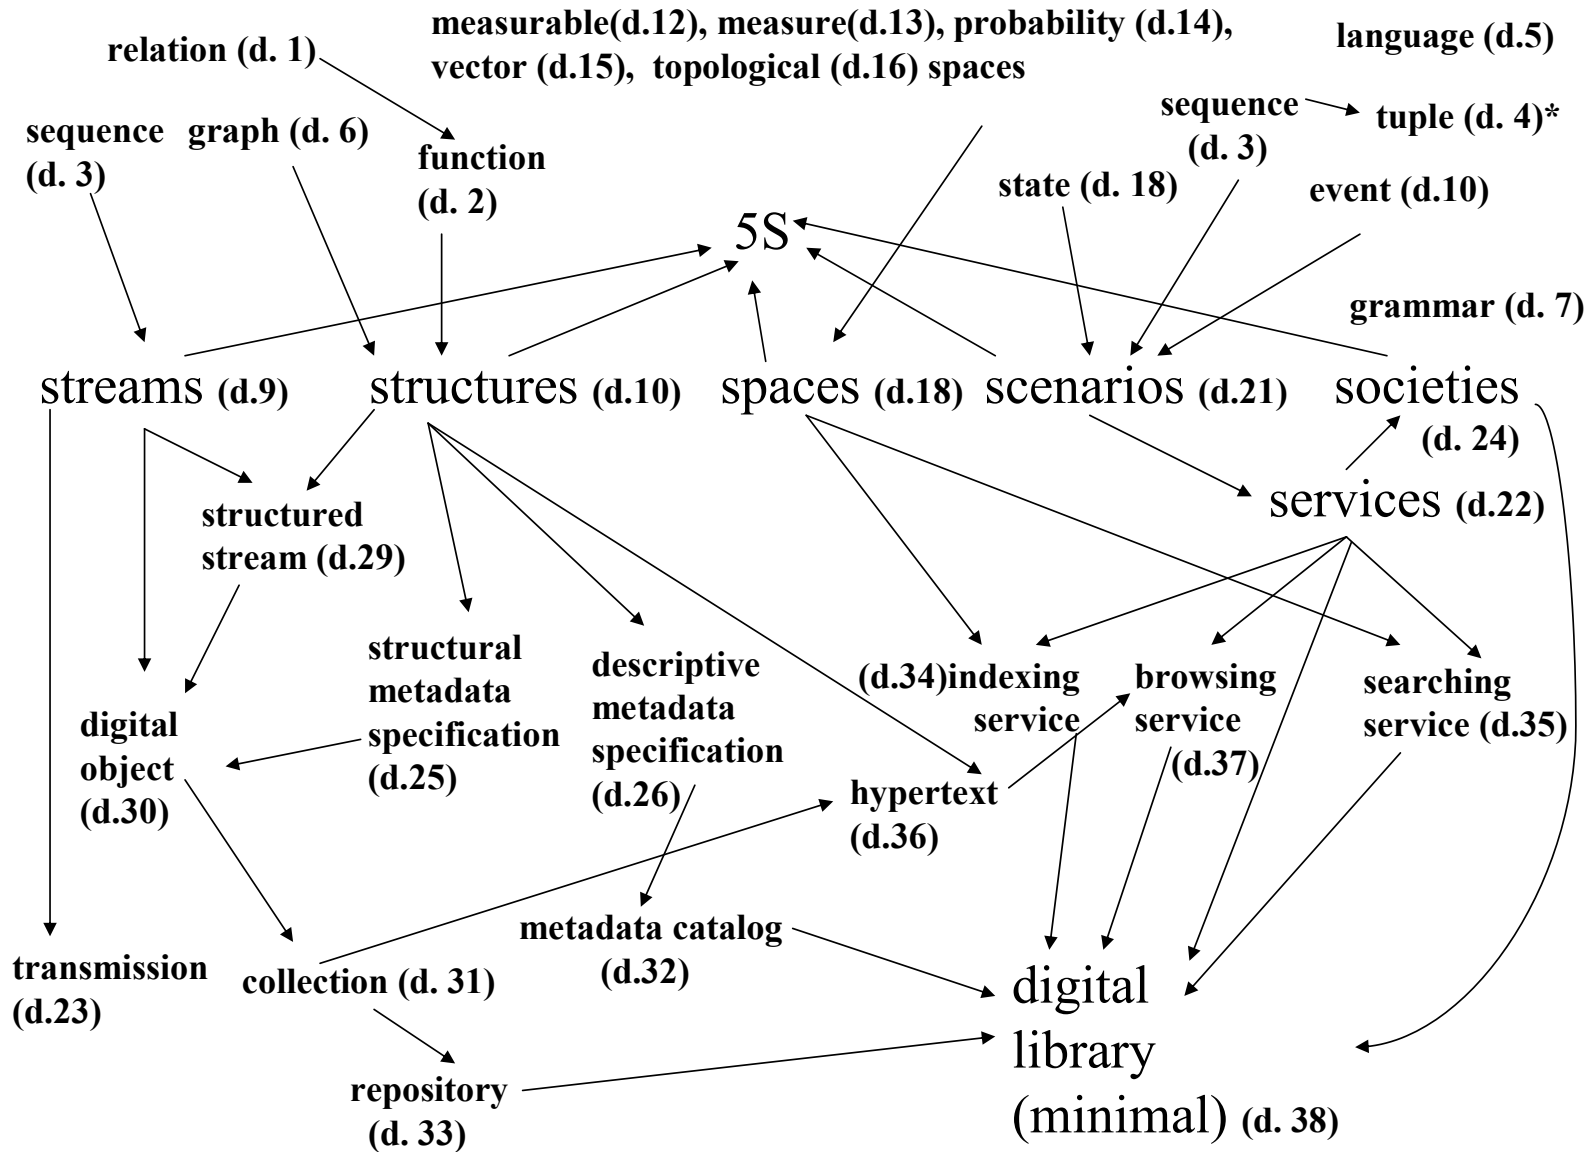 measurable(d.12), measure(d.13), probability (d.14),
vector (d.15), topological (d.16) spaces
relation (d. 1)
language (d.5)
sequence
(d. 3)
graph (d. 6)
function
(d. 2)
sequence
(d. 3)
tuple (d. 4)*
state (d. 18)
event (d.10)
5S
grammar (d. 7)
streams (d.9)
structures (d.10)
spaces (d.18)
scenarios (d.21)
societies
(d. 24)
services (d.22)
structured
stream (d.29)
structural
metadata
specification
(d.25)
descriptive
metadata
specification
(d.26)
(d.34)indexing
service
browsing
service
(d.37)
searching
service (d.35)
digital
object
(d.30)
hypertext
(d.36)
metadata catalog
(d.32)
transmission
(d.23)
collection (d. 31)
repository
(d. 33)
digital
library
(minimal) (d. 38)